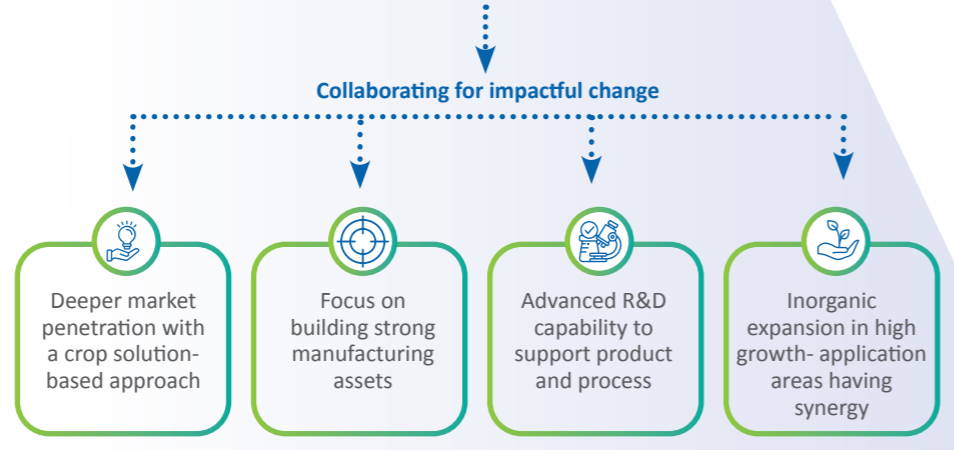 Collaborating for impactful change
Deeper market
penetration with
a crop solution-
based approach
Focus on
building strong
manufacturing
assets
Advanced R&D
capability to
support product
and process
Inorganic
expansion in high
growth- application
areas having
synergy